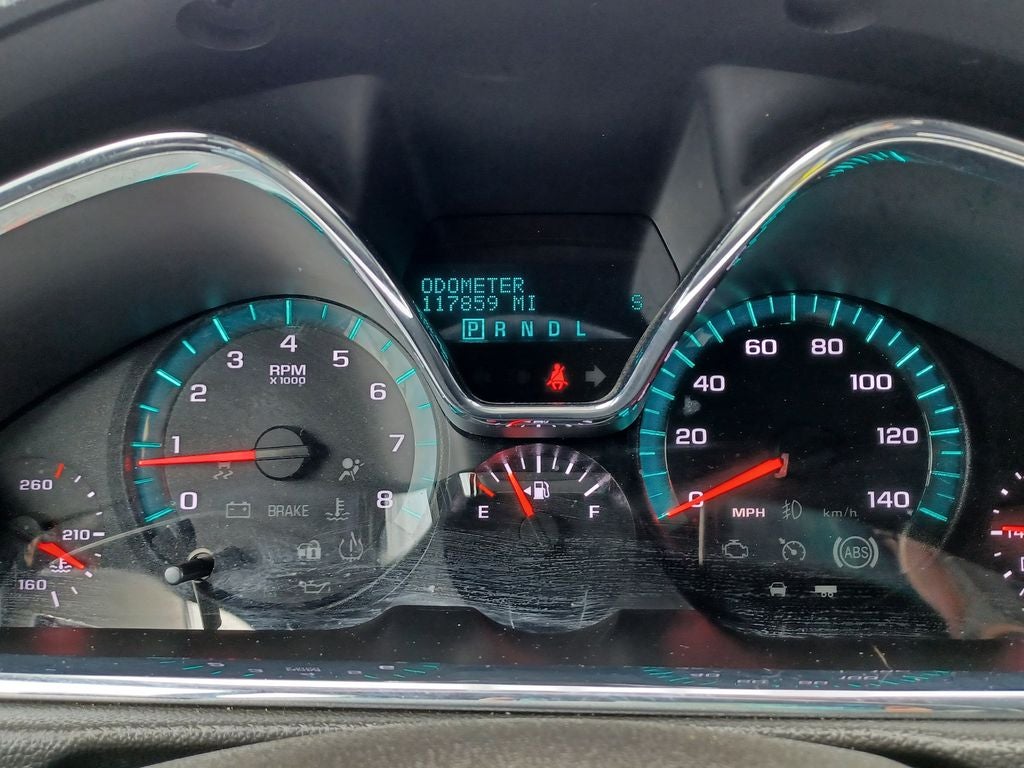 ODOMETER
117859 MI S
P R N D L
0 1 2 3 4 5 6 7 8
RPM
X1000
BRAKE
260
210
160
E F
0 20 40 60 80 100 120 140
MPH
km/h
ABS